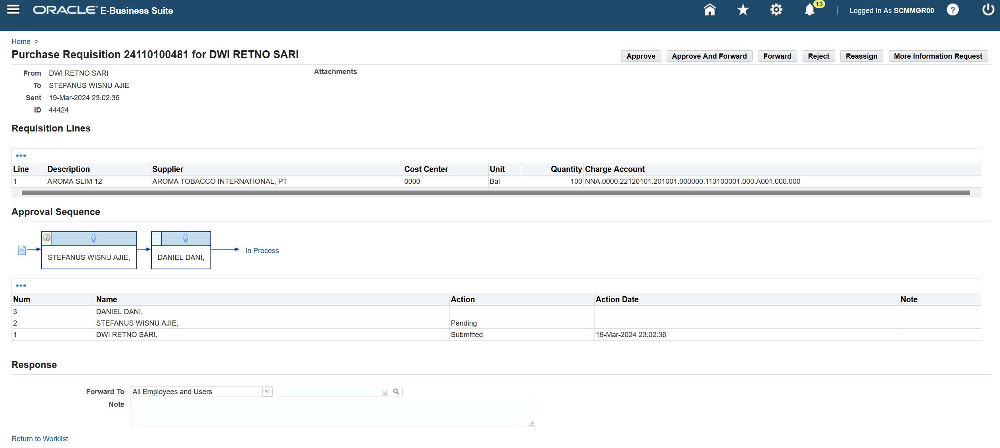 ORACLE E-Business Suite
13
Logged In As SCMMGR00
?
Home >
Purchase Requisition 24110100481 for DWI RETNO SARI
Approve Approve And Forward Forward Reject Reassign More Information Request
From DWI RETNO SARI
Attachments
To STEFANUS WISNU AJIE
Sent 19-Mar-2024 23:02:36
ID 44424
Requisition Lines
Line Description Supplier Cost Center Unit Quantity Charge Account
1 AROMA SLIM 12 AROMA TOBACCO INTERNATIONAL, PT 0000 Bal 100 NNA.0000.22120101.201001.000000.113100001.000.A001.000.000
Approval Sequence
STEFANUS WISNU AJIE, DANIEL DANI, In Process
Num Name Action Action Date Note
3 DANIEL DANI,
2 STEFANUS WISNU AJIE, Pending
1 DWI RETNO SARI, Submitted 19-Mar-2024 23:02:36
Response
Forward To All Employees and Users
Note
Return to Worklist